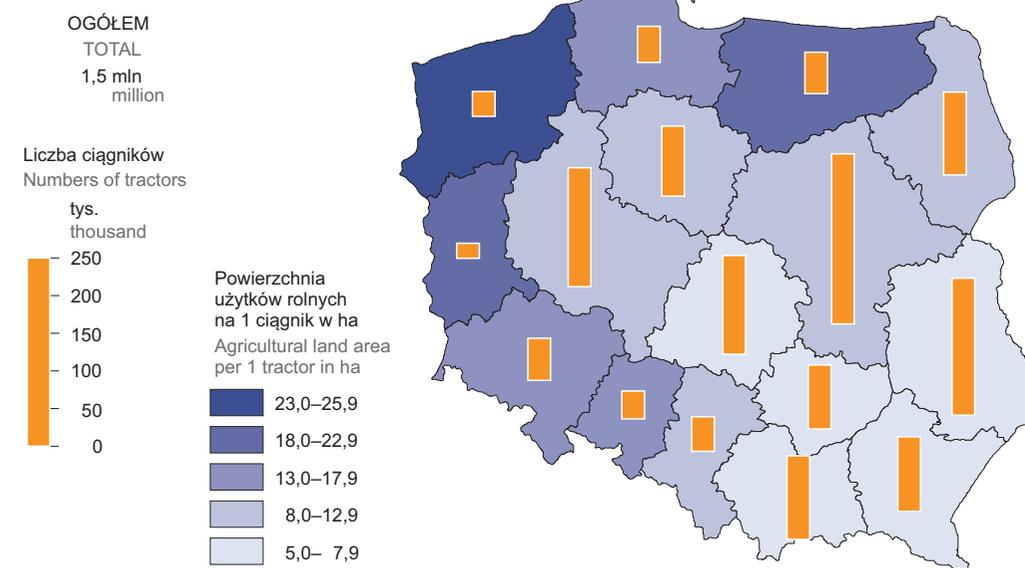 OGÓŁEM
TOTAL
1,5 mln
million
Liczba ciągników
Numbers of tractors
tys.
thousand
250
200
150
100
50
0
Powierzchnia
użytków rolnych
na 1 ciągnik w ha
Agricultural land area
per 1 tractor in ha
23,0–25,9
18,0–22,9
13,0–17,9
8,0–12,9
5,0– 7,9